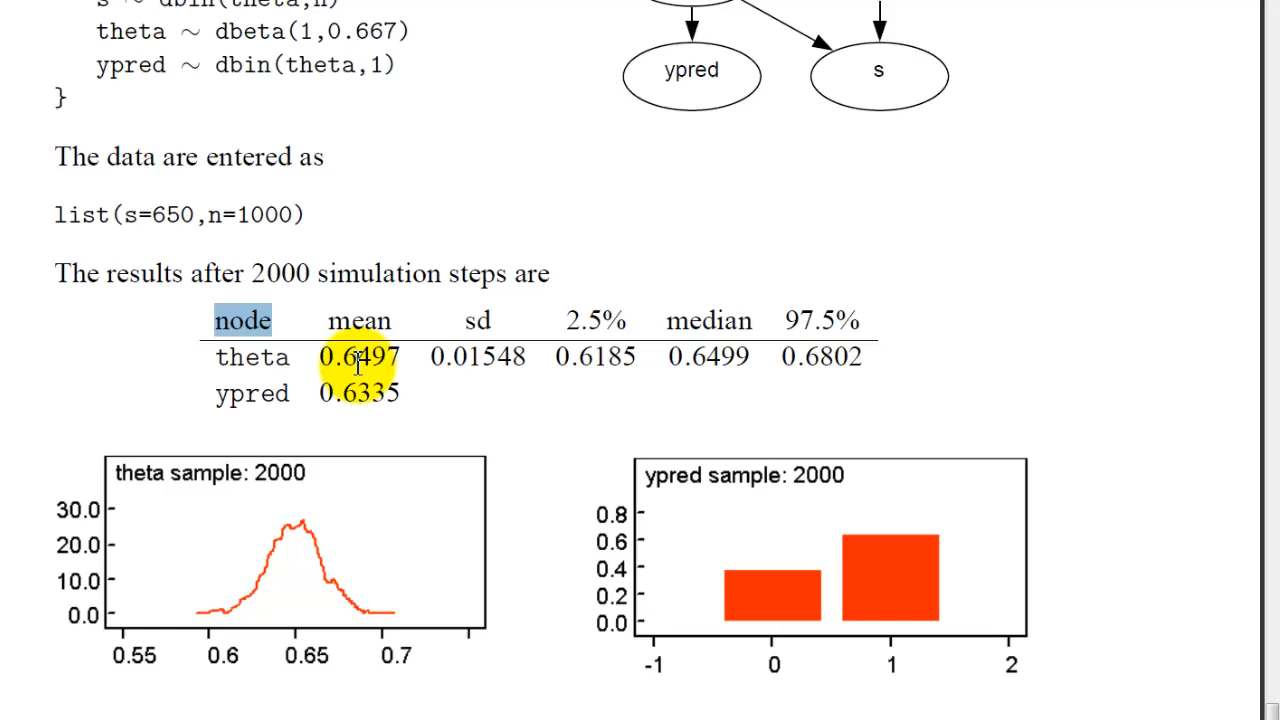 s ∼ dbin(theta,n)
theta ∼ dbeta(1,0.667)
ypred ∼ dbin(theta,1)
}
ypred
s
The data are entered as
list(s=650,n=1000)
The results after 2000 simulation steps are
node mean sd 2.5% median 97.5%
theta 0.6497 0.01548 0.6185 0.6499 0.6802
ypred 0.6335
theta sample: 2000
30.0
20.0
10.0
0.0
0.55 0.6 0.65 0.7
ypred sample: 2000
0.8
0.6
0.4
0.2
0.0
-1 0 1 2